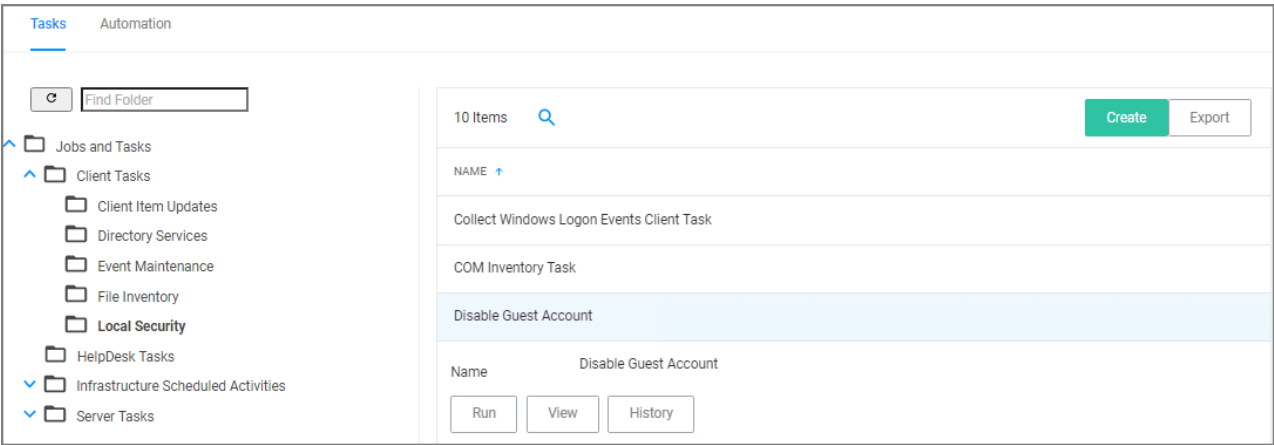 Tasks Automation
Find Folder
Jobs and Tasks
Client Tasks
Client Item Updates
Directory Services
Event Maintenance
File Inventory
Local Security
HelpDesk Tasks
Infrastructure Scheduled Activities
Server Tasks
10 Items Create Export
NAME
Collect Windows Logon Events Client Task
COM Inventory Task
Disable Guest Account
Name Disable Guest Account
Run View History